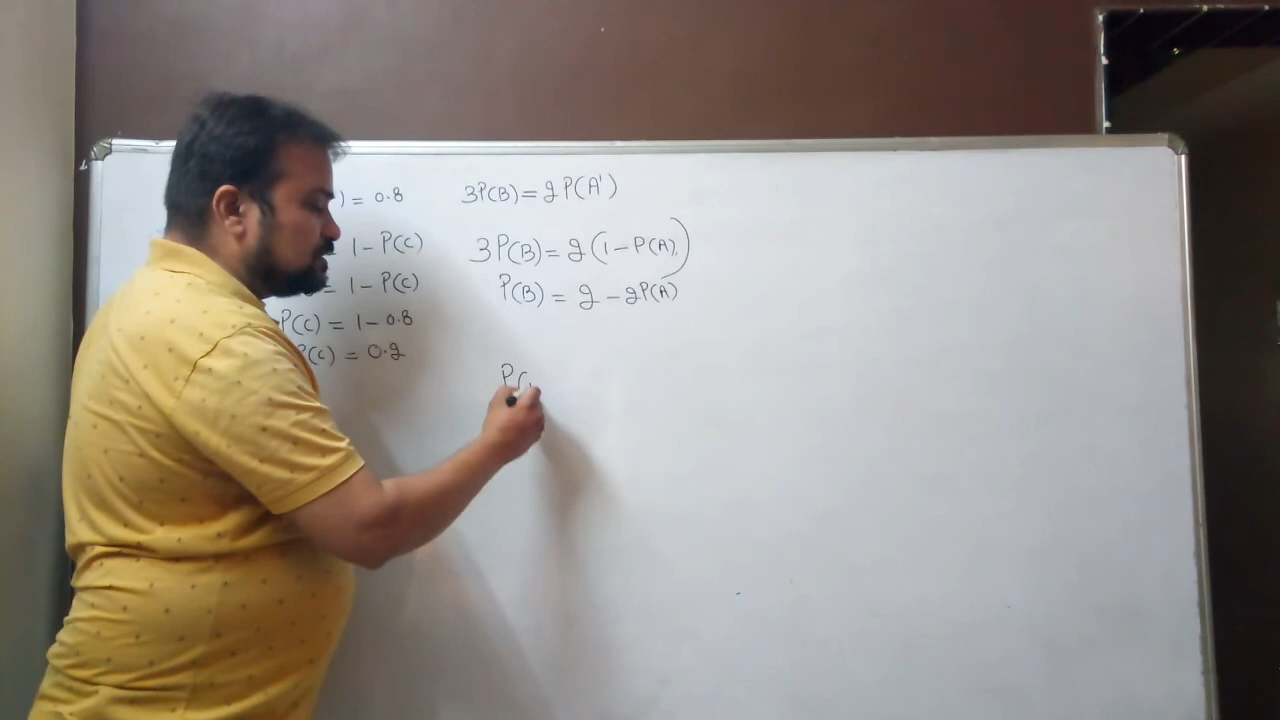 ) = 0.8
1 - P(C)
= 1 - P(C)
P(C) = 1 - 0.8
P(C) = 0.2
3P(B) = 2P(A')
3P(B) = 2(1 - P(A))
P(B) = 2 - 2P(A)
P(